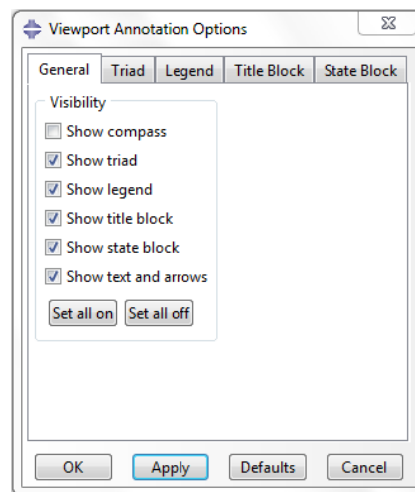 Viewport Annotation Options
General Triad Legend Title Block State Block
Visibility
Show compass
Show triad
Show legend
Show title block
Show state block
Show text and arrows
Set all on Set all off
OK Apply Defaults Cancel